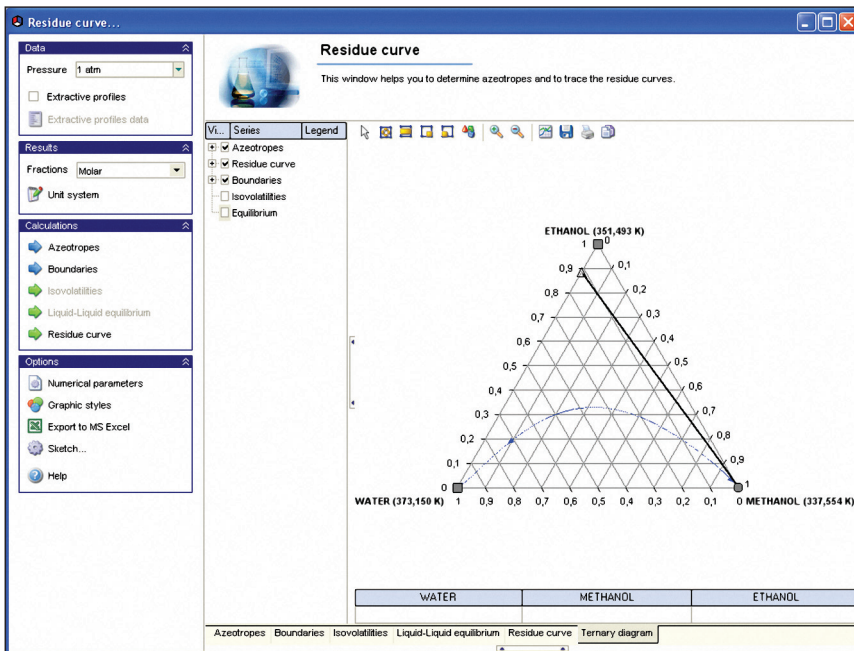 Residue curve...
Data
Pressure 1 atm
Extractive profiles
Extractive profiles data
Results
Fractions Molar
Unit system
Calculations
Azeotropes
Boundaries
Isovolatilities
Liquid-Liquid equilibrium
Residue curve
Options
Numerical parameters
Graphic styles
Export to MS Excel
Sketch...
Help
Residue curve
This window helps you to determine azeotropes and to trace the residue curves.
Vi... Series Legend
Azeotropes
Residue curve
Boundaries
Isovolatilities
Equilibrium
ETHANOL (351,493 K)
1 0
0,9 0,1
0,8 0,2
0,7 0,3
0,6 0,4
0,5 0,5
0,4 0,6
0,3 0,7
0,2 0,8
0,1 0,9
0 1
WATER (373,150 K) 1 0,9 0,8 0,7 0,6 0,5 0,4 0,3 0,2 0,1 0 METHANOL (337,554 K)
WATER METHANOL ETHANOL
Azeotropes Boundaries Isovolatilities Liquid-Liquid equilibrium Residue curve Ternary diagram